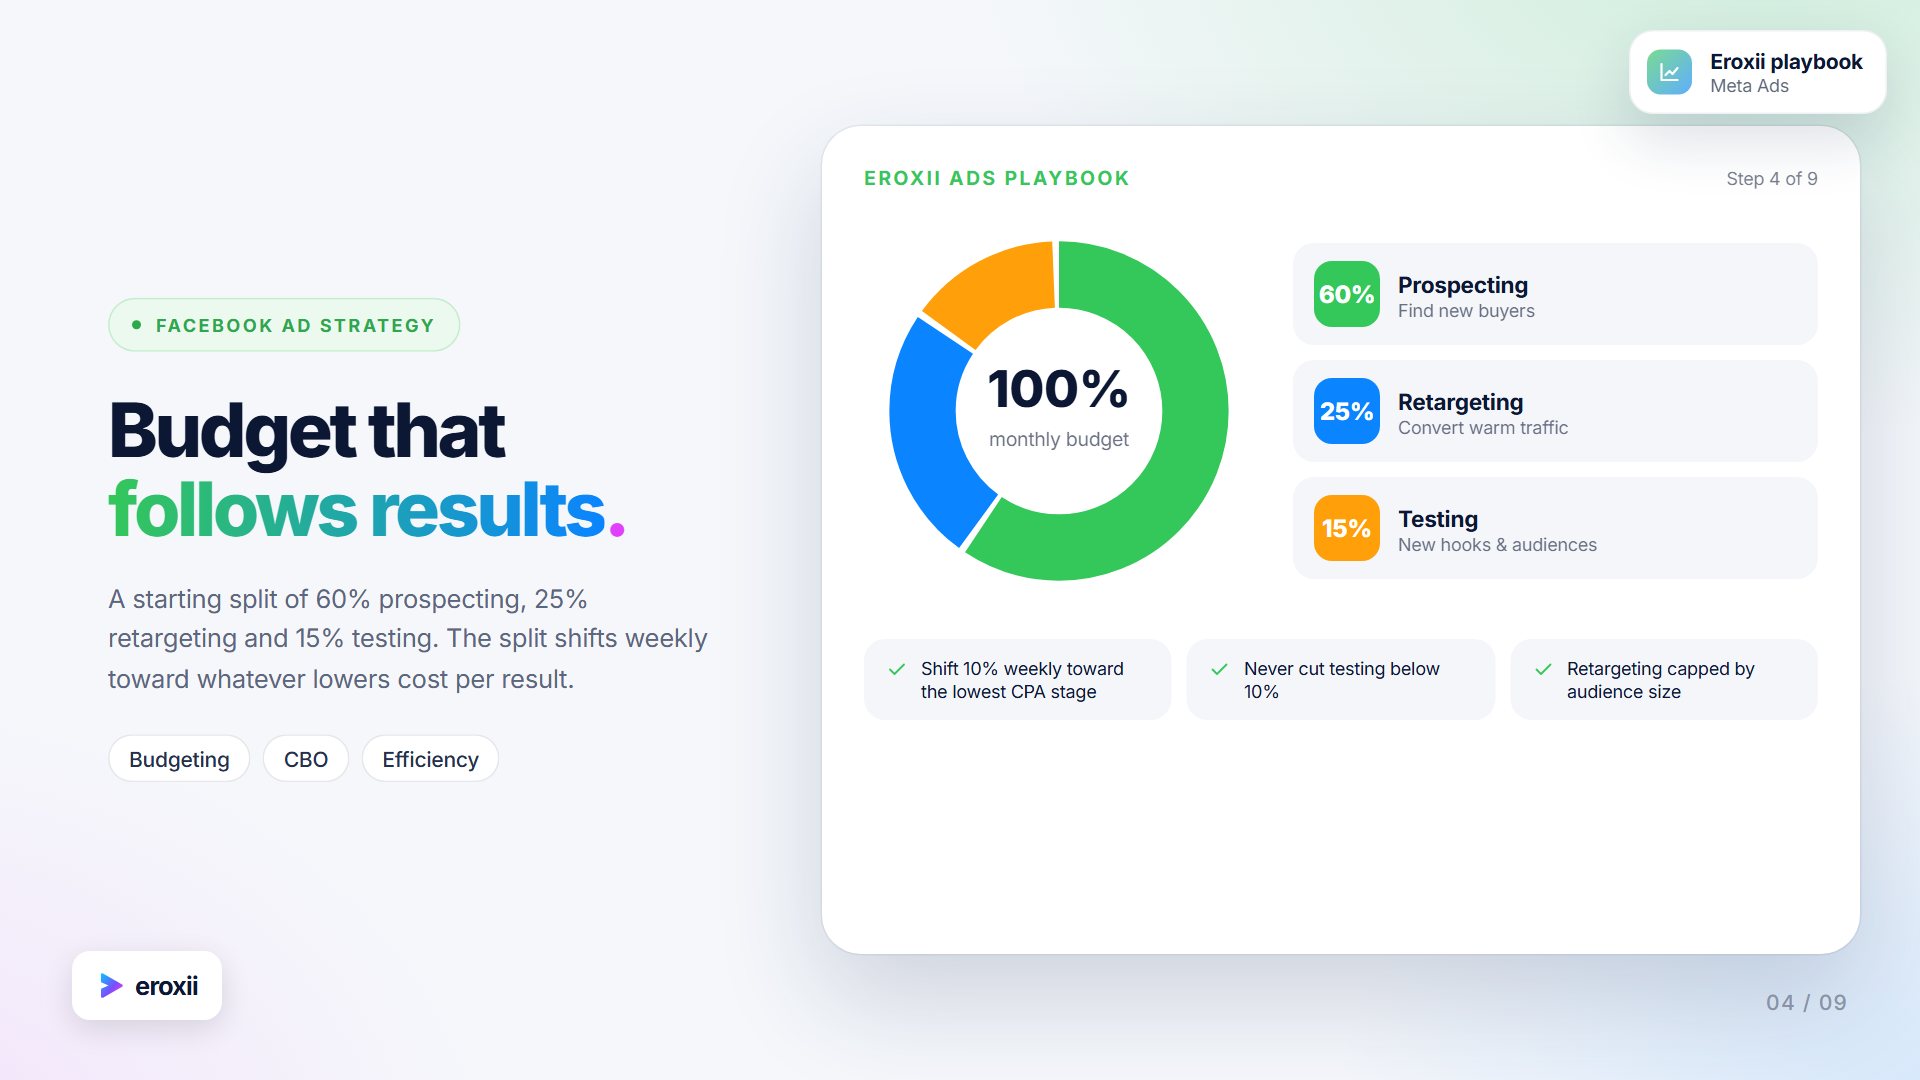 Eroxii playbook
Meta Ads
EROXII ADS PLAYBOOK
Step 4 of 9
FACEBOOK AD STRATEGY
Budget that
follows results.
A starting split of 60% prospecting, 25%
retargeting and 15% testing. The split shifts weekly
toward whatever lowers cost per result.
Budgeting
CBO
Efficiency
100%
monthly budget
60%
Prospecting
Find new buyers
25%
Retargeting
Convert warm traffic
15%
Testing
New hooks & audiences
Shift 10% weekly toward
the lowest CPA stage
Never cut testing below
10%
Retargeting capped by
audience size
eroxii
04 / 09